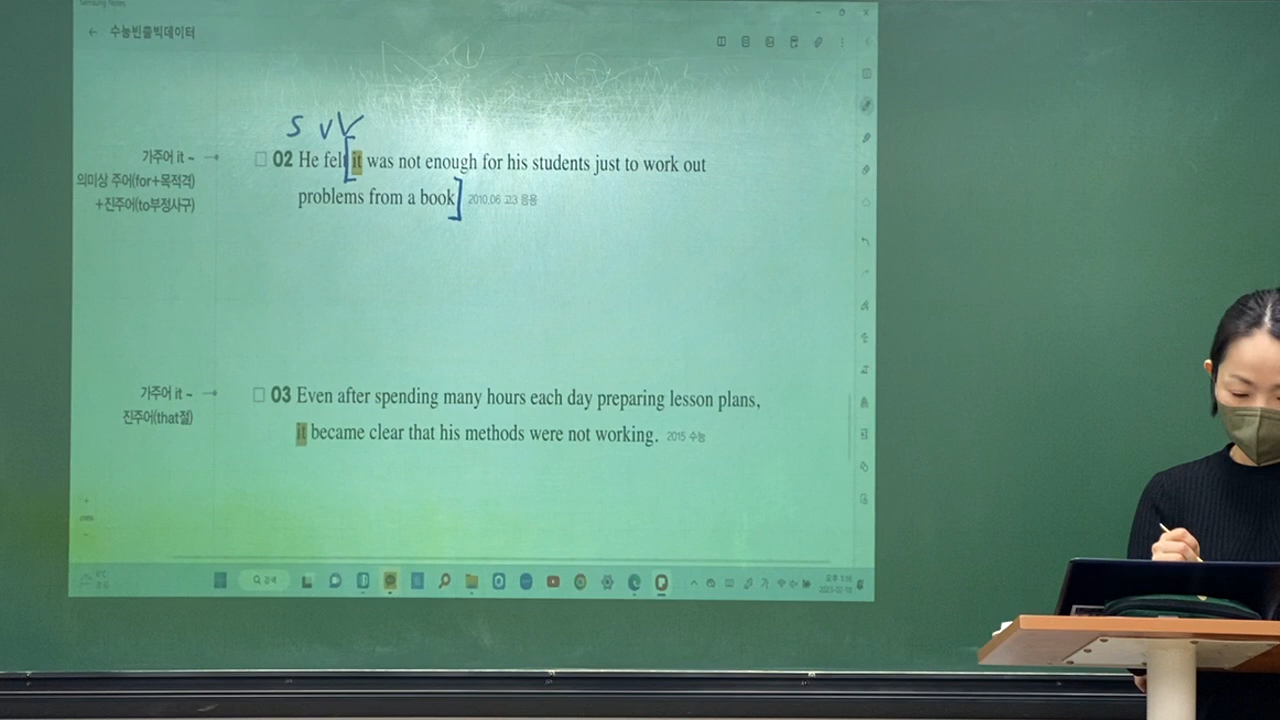 Samsung Notes
← 수능빈출빅데이터
S v V
가주어 it ~ → □ 02 He felt [it was not enough for his students just to work out
의미상 주어(for+목적격)
+진주어(to부정사구) problems from a book] 2010.06 고3 응용
가주어 it ~ → □ 03 Even after spending many hours each day preparing lesson plans,
진주어(that절)
it became clear that his methods were not working. 2015 수능
검색